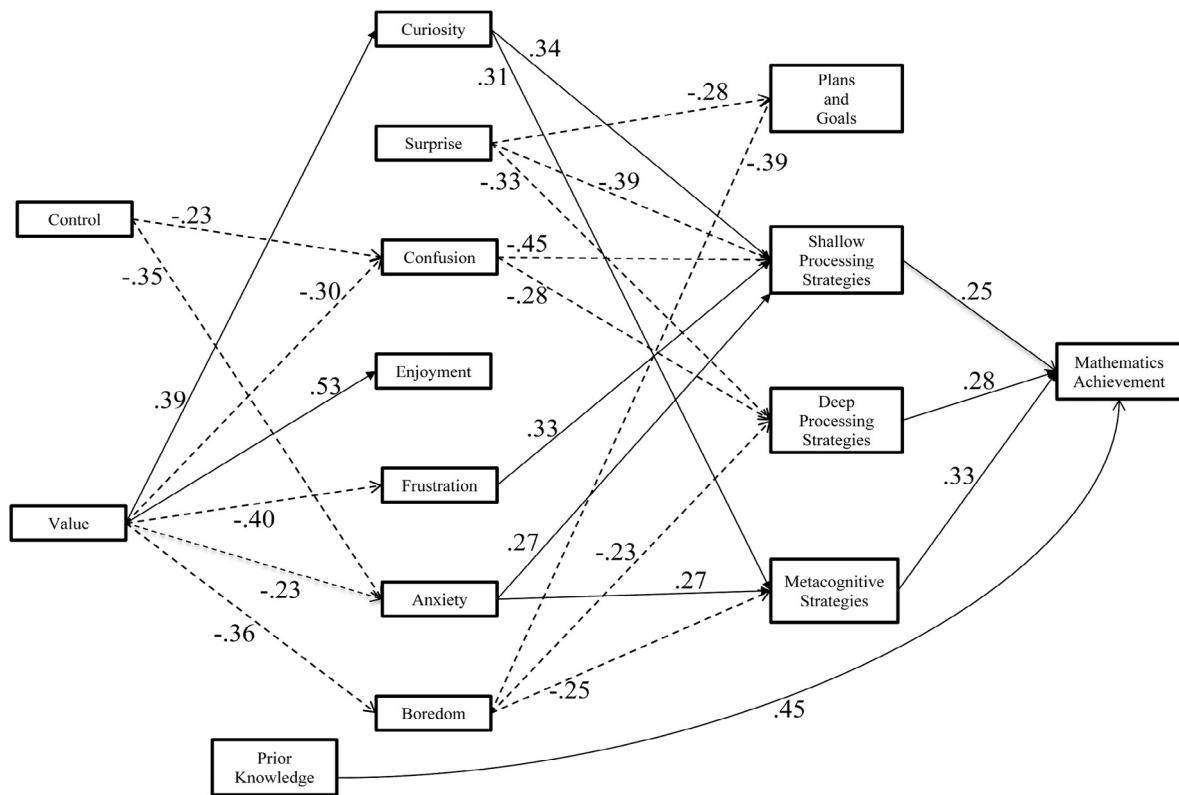 Curiosity
.34
.31
Plans
and
Goals
-.28
Surprise
-.39
-.33
-.39
Control
-.23
Shallow
Processing
Strategies
Confusion
-.45
-.35
-.30
-.28
.25
Enjoyment
Mathematics
Achievement
.53
.39
.28
Deep
Processing
Strategies
.33
Frustration
.33
Value
-.40
.27
-.23
-.23
.27
Anxiety
Metacognitive
Strategies
-.36
-.25
Boredom
.45
Prior
Knowledge